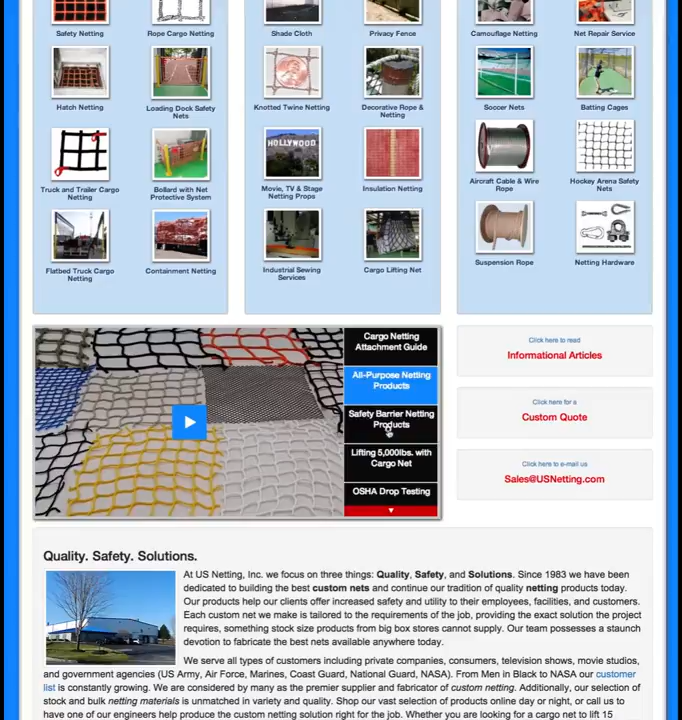 Safety Netting
Rope Cargo Netting
Shade Cloth
Privacy Fence
Camouflage Netting
Net Repair Service
Hatch Netting
Loading Dock Safety
Nets
Knotted Twine Netting
Decorative Rope &
Netting
Soccer Nets
Batting Cages
HOLLYWOOD
Truck and Trailer Cargo
Netting
Bollard with Net
Protective System
Movie, TV & Stage
Netting Props
Insulation Netting
Aircraft Cable & Wire
Rope
Hockey Arena Safety
Nets
Flatbed Truck Cargo
Netting
Containment Netting
Industrial Sewing
Services
Cargo Lifting Net
Suspension Rope
Netting Hardware
Cargo Netting
Attachment Guide
All-Purpose Netting
Products
Safety Barrier Netting
Products
Lifting 5,000lbs. with
Cargo Net
OSHA Drop Testing
Click here to read
Informational Articles
Click here for a
Custom Quote
Click here to e-mail us
Sales@USNetting.com
Quality. Safety. Solutions.
At US Netting, Inc. we focus on three things: Quality, Safety, and Solutions. Since 1983 we have been
dedicated to building the best custom nets and continue our tradition of quality netting products today.
Our products help our clients offer increased safety and utility to their employees, facilities, and customers.
Each custom net we make is tailored to the requirements of the job, providing the exact solution the project
requires, something stock size products from big box stores cannot supply. Our team possesses a staunch
devotion to fabricate the best nets available anywhere today.
We serve all types of customers including private companies, consumers, television shows, movie studios,
and government agencies (US Army, Air Force, Marines, Coast Guard, National Guard, NASA). From Men in Black to NASA our customer
list is constantly growing. We are considered by many as the premier supplier and fabricator of custom netting. Additionally, our selection of
stock and bulk netting materials is unmatched in variety and quality. Shop our vast selection of products online day or night, or call us to
have one of our engineers help produce the custom netting solution right for the job. Whether you are looking for a cargo net to lift 15